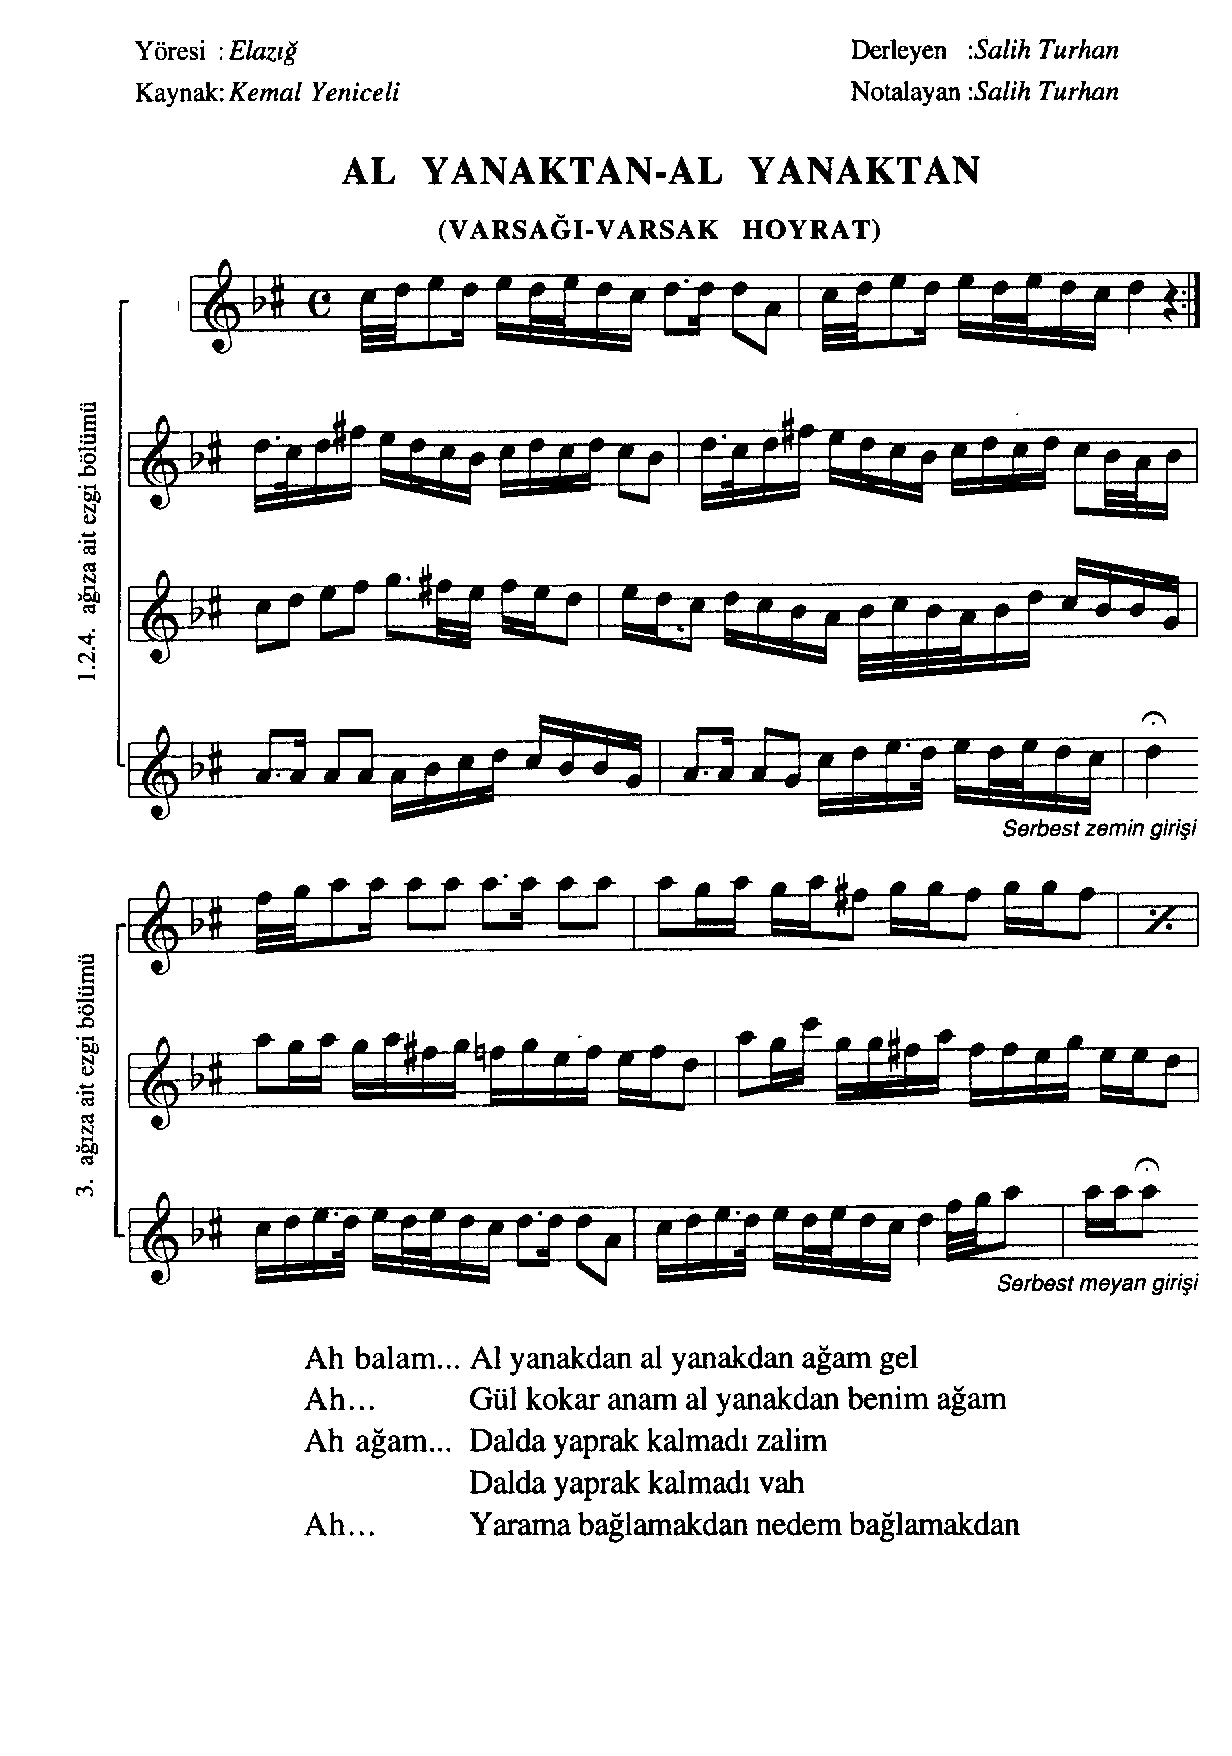 Yöresi : Elazığ
Derleyen :Salih Turhan
Kaynak: Kemal Yeniceli
Notalayan :Salih Turhan
AL YANAKTAN-AL YANAKTAN
(VARSAĞI-VARSAK HOYRAT)
1.2.4. ağıza ait ezgi bölümü
Serbest zemin girişi
3. ağıza ait ezgi bölümü
Serbest meyan girişi
Ah balam... Al yanakdan al yanakdan ağam gel
Ah... Gül kokar anam al yanakdan benim ağam
Ah ağam... Dalda yaprak kalmadı zalim
Dalda yaprak kalmadı vah
Ah... Yarama bağlamakdan nedem bağlamakdan